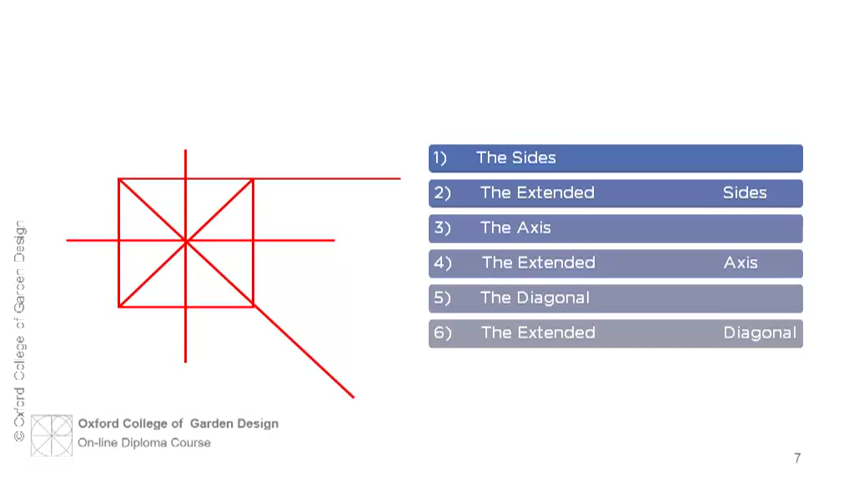 1) The Sides
2) The Extended Sides
3) The Axis
4) The Extended Axis
5) The Diagonal
6) The Extended Diagonal
© Oxford College of Garden Design
Oxford College of Garden Design
On-line Diploma Course
7